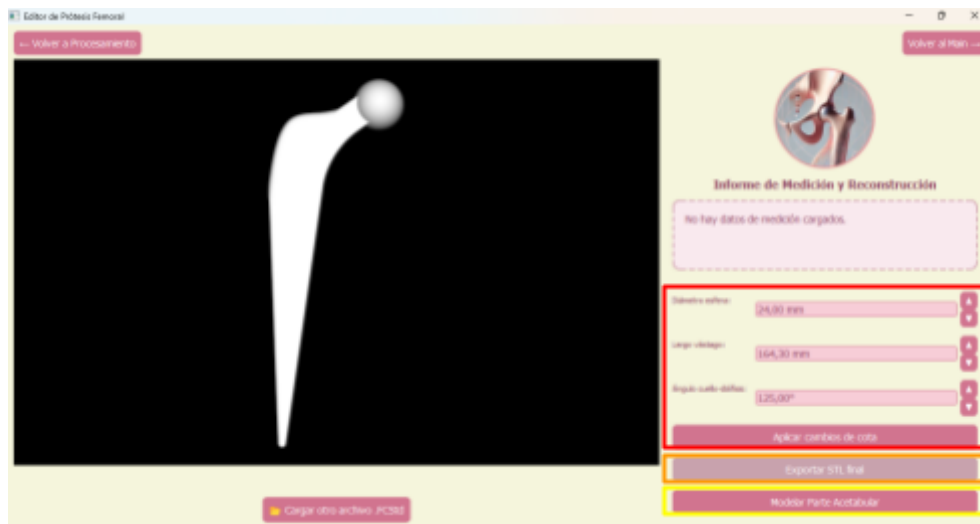 Editor de Prótesis Femoral
← Volver a Procesamiento
Volver al Main →
Informe de Medición y Reconstrucción
No hay datos de medición cargados.
Diámetro esfera:
24,00 mm
Largo vástago:
164,30 mm
Ángulo cuello-diáfisis:
125,00°
Aplicar cambios de cota
Exportar STL final
Modelar Parte Acetabular
Cargar otro archivo .FCStd